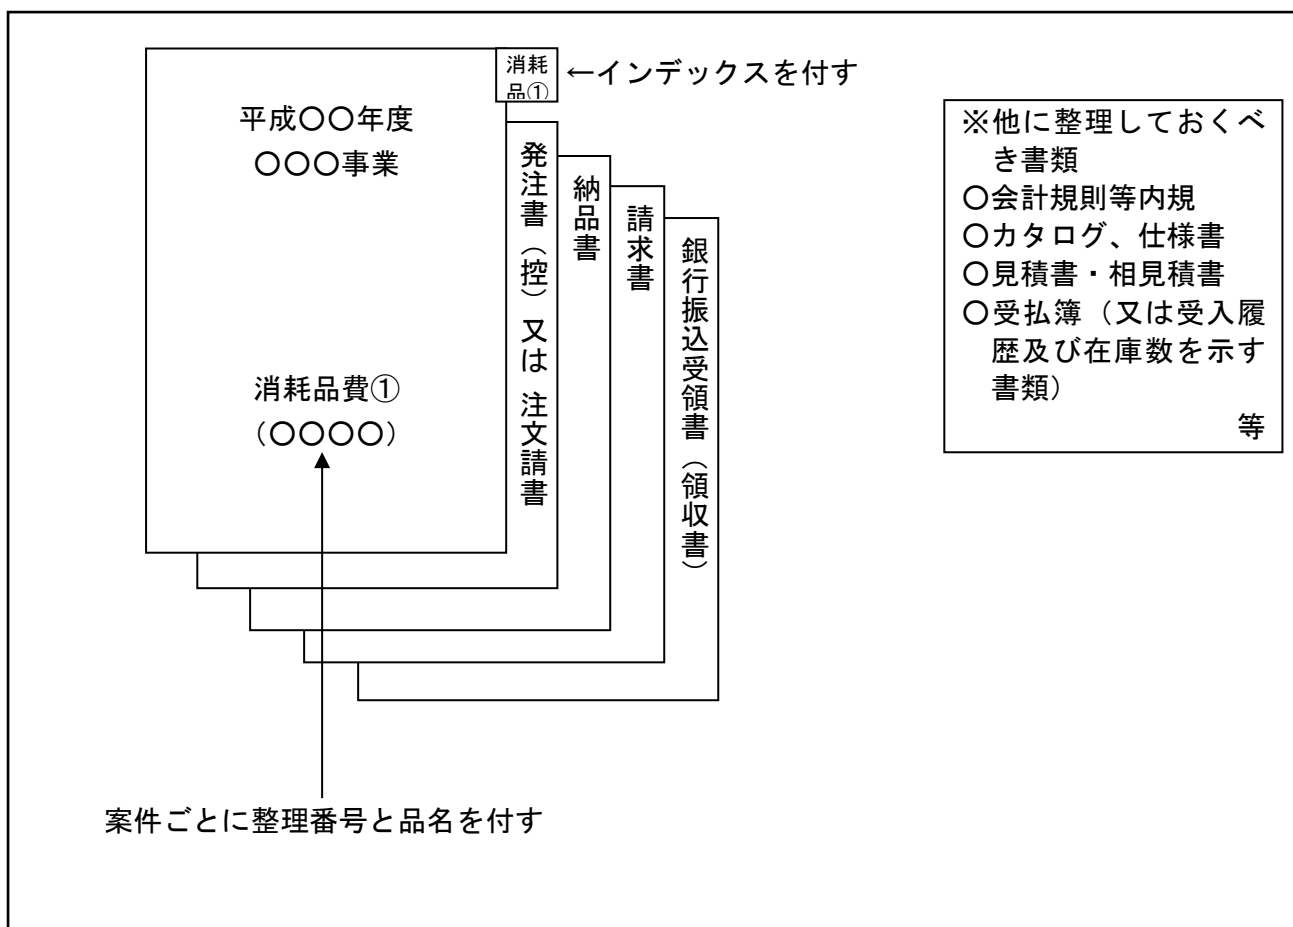 消耗
品①
←インデックスを付す
平成〇〇年度
〇〇〇事業
消耗品費①
（〇〇〇〇）
発注書（控）又は 注文請書
納品書
請求書
銀行振込受領書（領収書）
案件ごとに整理番号と品名を付す
※他に整理しておくべ
き書類
〇会計規則等内規
〇カタログ、仕様書
〇見積書・相見積書
〇受払簿（又は受入履
歴及び在庫数を示す
書類）
等